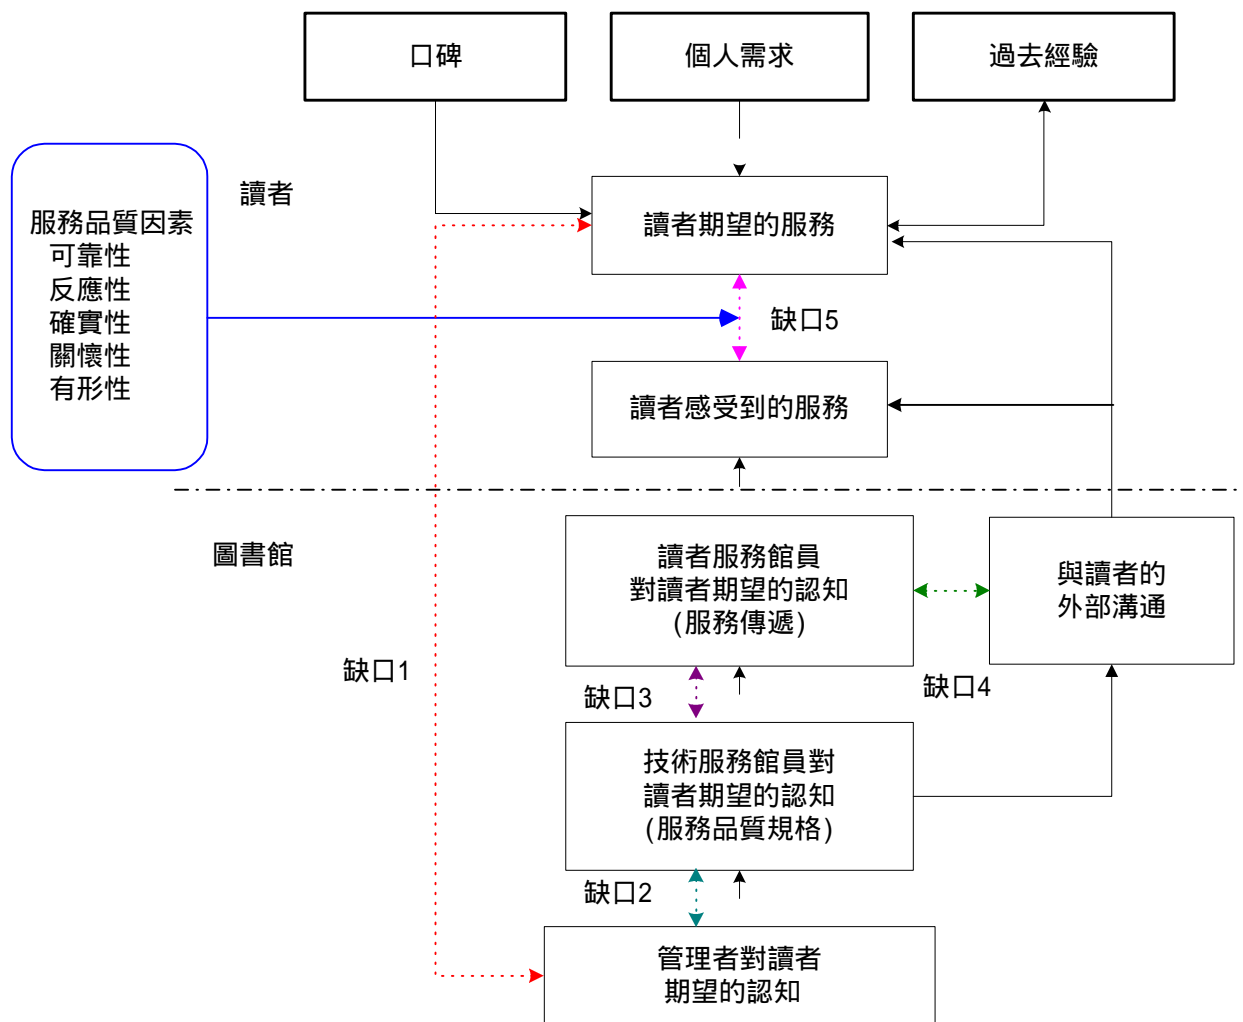 口碑
個人需求
過去經驗
讀者
服務品質因素
可靠性
反應性
確實性
關懷性
有形性
讀者期望的服務
缺口5
讀者感受到的服務
圖書館
讀者服務館員
對讀者期望的認知
(服務傳遞)
與讀者的
外部溝通
缺口1
缺口3
缺口4
技術服務館員對
讀者期望的認知
(服務品質規格)
缺口2
管理者對讀者
期望的認知